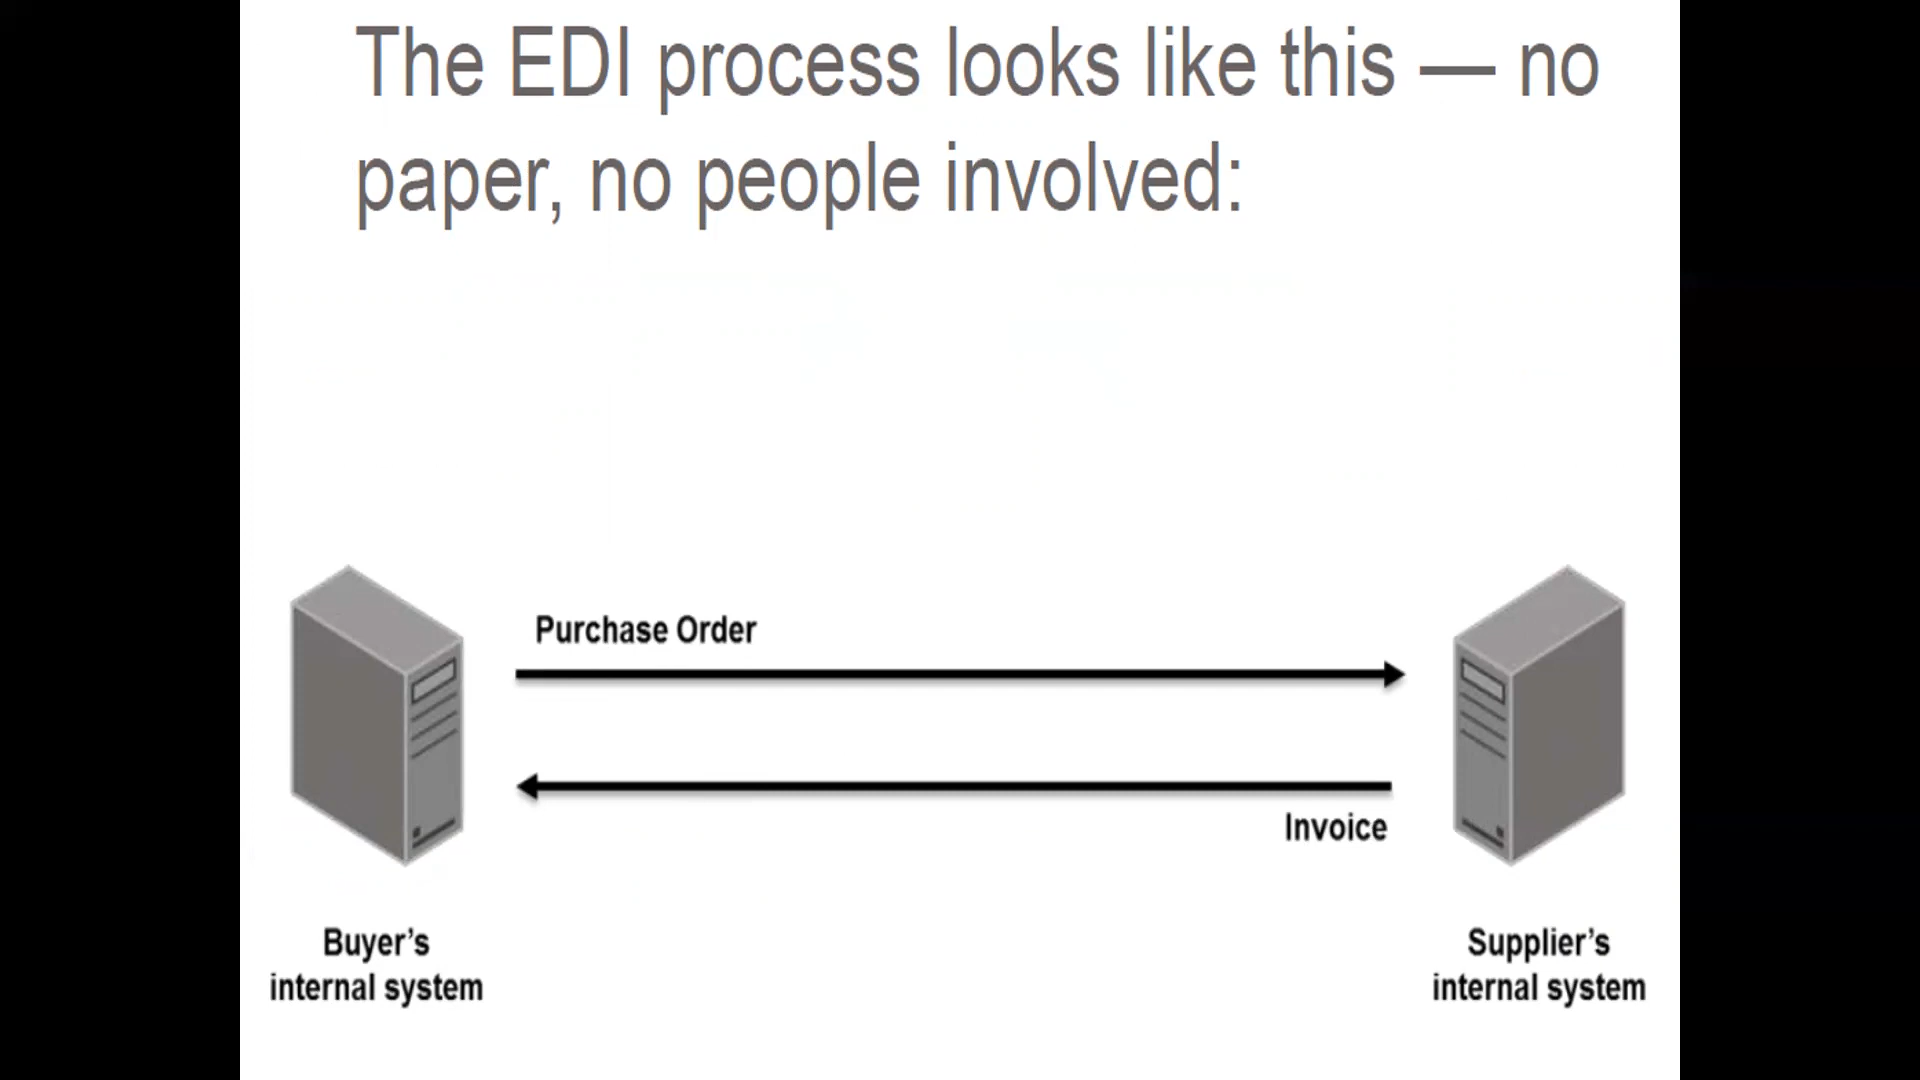 The EDI process looks like this — no
paper, no people involved:
Purchase Order
Invoice
Buyer’s
internal system
Supplier’s
internal system